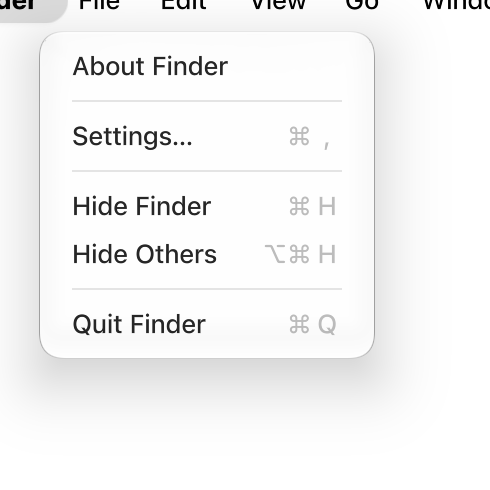 File Edit View Go
About Finder
Settings... ⌘ ,
Hide Finder ⌘ H
Hide Others ⌥⌘ H
Quit Finder ⌘ Q